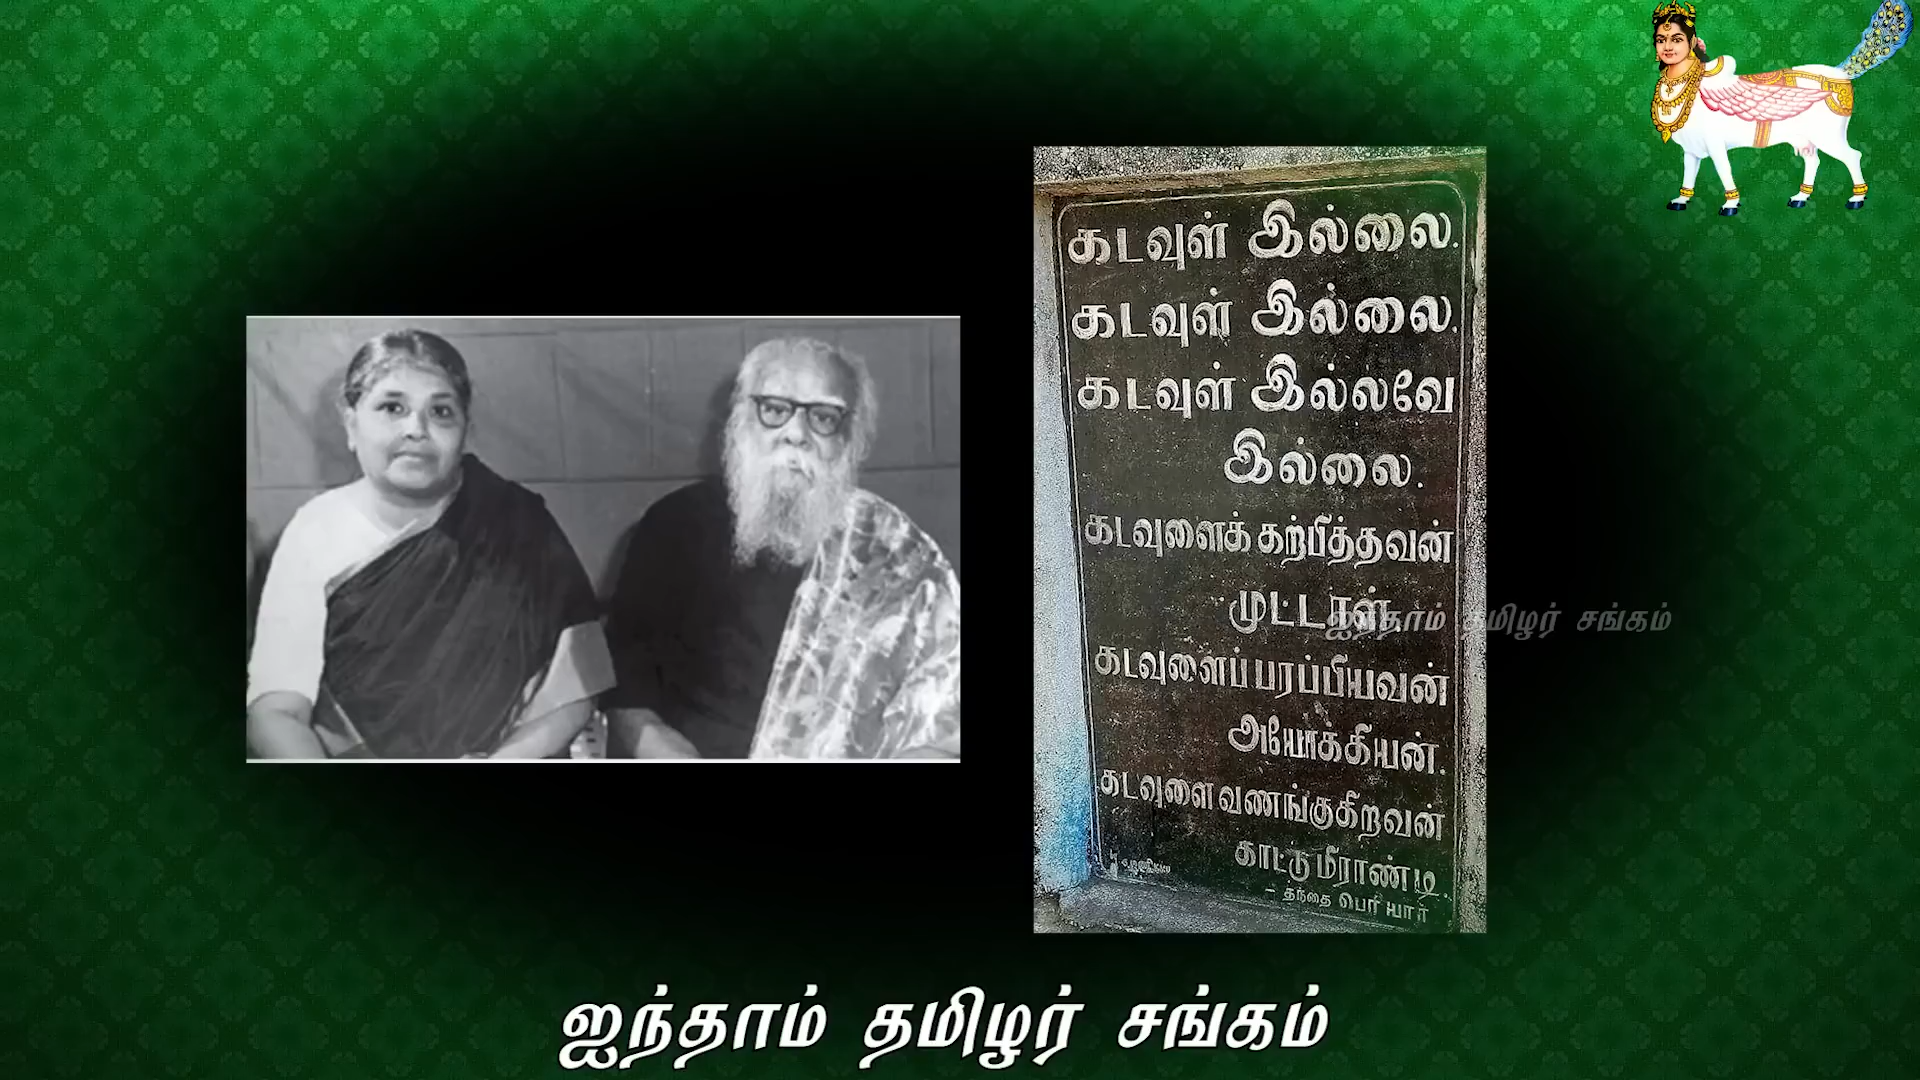 கடவுள் இல்லை.
கடவுள் இல்லை.
கடவுள் இல்லவே
இல்லை.
கடவுளைக் கற்பித்தவன்
முட்டாள்.
ஐந்தாம் தமிழர் சங்கம்
கடவுளைப் பரப்பியவன்
அயோக்கியன்.
கடவுளை வணங்குகிறவன்
காட்டுமிராண்டி.
- தந்தை பெரியார்
ஐந்தாம் தமிழர் சங்கம்